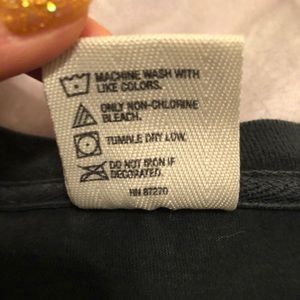 MACHINE WASH WITH
LIKE COLORS.
ONLY NON-CHLORINE
BLEACH.
TUMBLE DRY LOW.
DO NOT IRON IF
DECORATED.
RN 87270